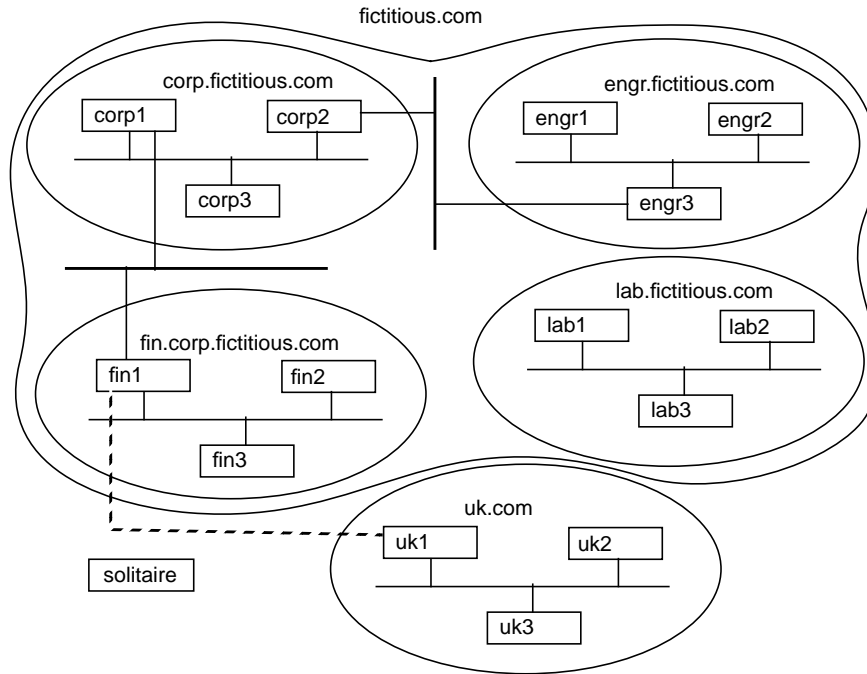 fictitious.com
corp.fictitious.com
corp1
corp2
corp3
engr.fictitious.com
engr1
engr2
engr3
fin.corp.fictitious.com
fin1
fin2
fin3
lab.fictitious.com
lab1
lab2
lab3
uk.com
uk1
uk2
uk3
solitaire